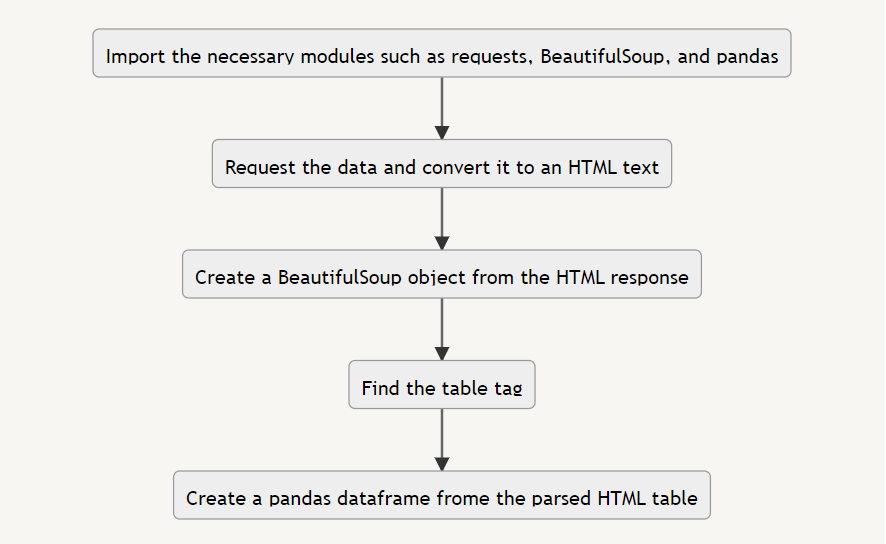 Import the necessary modules such as requests, BeautifulSoup, and pandas
Request the data and convert it to an HTML text
Create a BeautifulSoup object from the HTML response
Find the table tag
Create a pandas dataframe frome the parsed HTML table